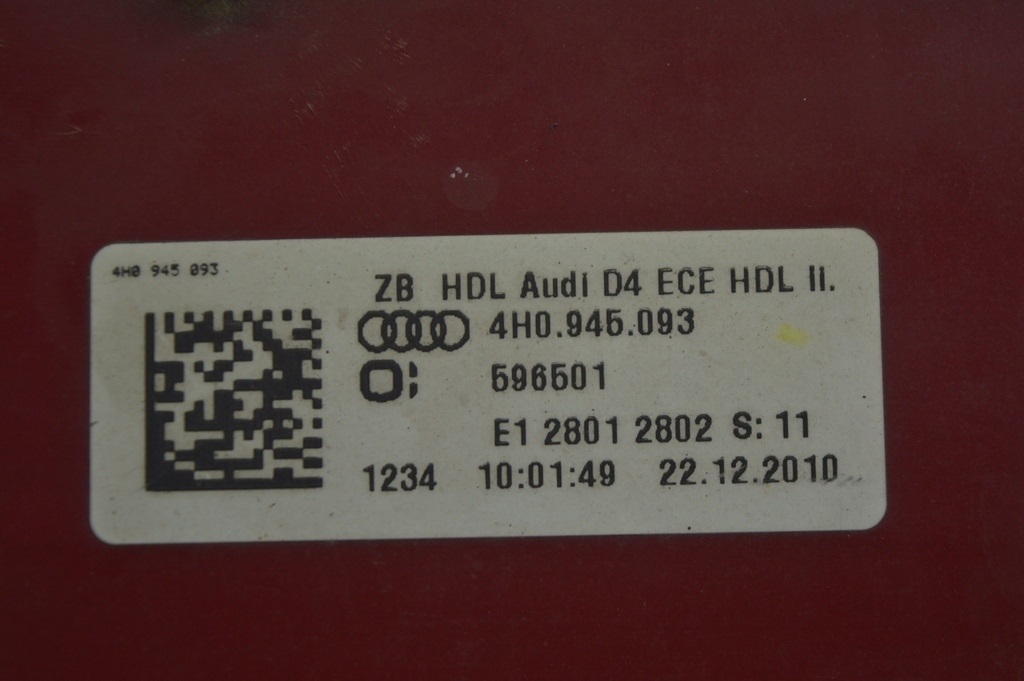 4H0 945 093
ZB HDL Audi D4 ECE HDL li.
4H0.945.093
596501
E1 2801 2802 S: 11
1234 10:01:49 22.12.2010